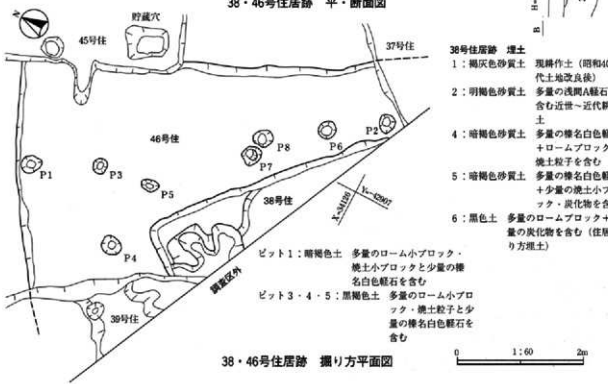 38・46号住居跡 平・断面図
H=
B
45号住
貯蔵穴
37号住
46号住
P1
P3
P5
P4
P7
P8
P6
P2
38号住
39号住
調査区外
X=34126
Y=-42907
38号住居跡 埋土
1:褐灰色砂質土 現耕作土(昭和40
代土地改良後)
2:明褐色砂質土 多量の浅間A軽石
含む近世~近代耕
土
4:暗褐色砂質土 多量の榛名白色軽
+ロームブロック
焼土粒子を含む
5:暗褐色砂質土 多量の榛名白色軽
+少量の焼土小ブ
ック・炭化物を含
6:黒色土 多量のロームブロック+
量の炭化物を含む(住居
り方埋土)
ピット1:暗褐色土 多量のローム小ブロック・
焼土小ブロックと少量の榛
名白色軽石を含む
ピット3・4・5:黒褐色土 多量のローム小ブロ
ック・焼土粒子と少
量の榛名白色軽石を
含む
38・46号住居跡 掘り方平面図
0 1:60 2m